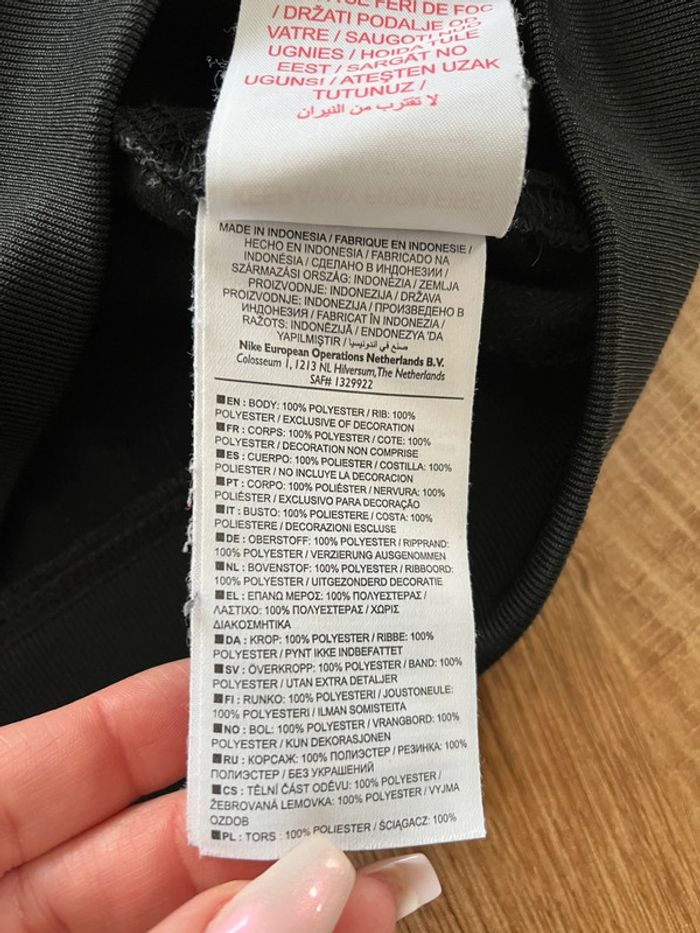 FERI DE FOC
/ DRŽATI PODALJE OD
VATRE / SAUGOTI NUO
UGNIES / HOIDA TULE
EEST / SARGĀT NO
UGUNS! / ATEŞTEN UZAK
TUTUNUZ /
لا تقترب من النيران
MADE IN INDONESIA / FABRIQUE EN INDONESIE /
HECHO EN INDONESIA / FABRICADO NA
INDONÉSIA / СДЕЛАНО В ИНДОНЕЗИИ /
SZÁRMAZÁSI ORSZÁG: INDONÉZIA / ZEMLJA
PROIZVODNJE: INDONEZIJA / DRŽAVA
PROIZVODNJE: INDONEZIJA / ПРОИЗВЕДЕНО В
ИНДОНЕЗИЯ / FABRICAT ÎN INDONEZIA /
RAŽOTS: INDONĒZIJĀ / ENDONEZYA 'DA
YAPILMIŞTIR / صنع في اندونيسيا
Nike European Operations Netherlands B.V.
Colosseum 1, 1213 NL Hilversum, The Netherlands
SAF# 1329922
EN : BODY: 100% POLYESTER / RIB: 100%
POLYESTER / EXCLUSIVE OF DECORATION
FR : CORPS: 100% POLYESTER / COTE: 100%
POLYESTER / DECORATION NON COMPRISE
ES : CUERPO: 100% POLIESTER / COSTILLA: 100%
POLIESTER / NO INCLUYE LA DECORACION
PT : CORPO: 100% POLIÉSTER / NERVURA: 100%
POLIÉSTER / EXCLUSIVO PARA DECORAÇÃO
IT : BUSTO: 100% POLIESTERE / COSTA: 100%
POLIESTERE / DECORAZIONI ESCLUSE
DE : OBERSTOFF: 100% POLYESTER / RIPPRAND:
100% POLYESTER / VERZIERUNG AUSGENOMMEN
NL : BOVENSTOF: 100% POLYESTER / RIBBOORD:
100% POLYESTER / UITGEZONDERD DECORATIE
EL : ΕΠΑΝΩ ΜΕΡΟΣ: 100% ΠΟΛΥΕΣΤΕΡΑΣ /
ΛΑΣΤΙΧΟ: 100% ΠΟΛΥΕΣΤΕΡΑΣ / ΧΩΡΙΣ
ΔΙΑΚΟΣΜΗΤΙΚΑ
DA : KROP: 100% POLYESTER / RIBBE: 100%
POLYESTER / PYNT IKKE INDBEFATTET
SV : ÖVERKROPP: 100% POLYESTER / BAND: 100%
POLYESTER / UTAN EXTRA DETALJER
FI : RUNKO: 100% POLYESTERI / JOUSTONEULE:
100% POLYESTERI / ILMAN SOMISTEITA
NO : BOL: 100% POLYESTER / VRANGBORD: 100%
POLYESTER / KUN DEKORASJONEN
RU : КОРСАЖ: 100% ПОЛИЭСТЕР / РЕЗИНКА: 100%
ПОЛИЭСТЕР / БЕЗ УКРАШЕНИЙ
CS : TĚLNÍ ČÁST ODĚVU: 100% POLYESTER /
ŽEBROVANÁ LEMOVKA: 100% POLYESTER / VYJMA
OZDOB
PL : TORS : 100% POLIESTER / ŚCIĄGACZ: 100%